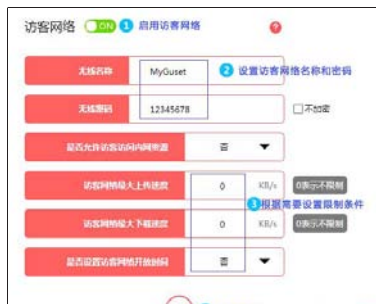 访客网络 ON 1 启用访客网络 ?
无线名称 MyGuset 2 设置访客网络名称和密码
无线密码 12345678 不加密
是否允许访客访问内网资源 否
访客网络最大上传速度 0 KB/s 0表示不限制
3 根据需要设置限制条件
访客网络最大下载速度 0 KB/s 0表示不限制
是否设置访客网络开放时间 否